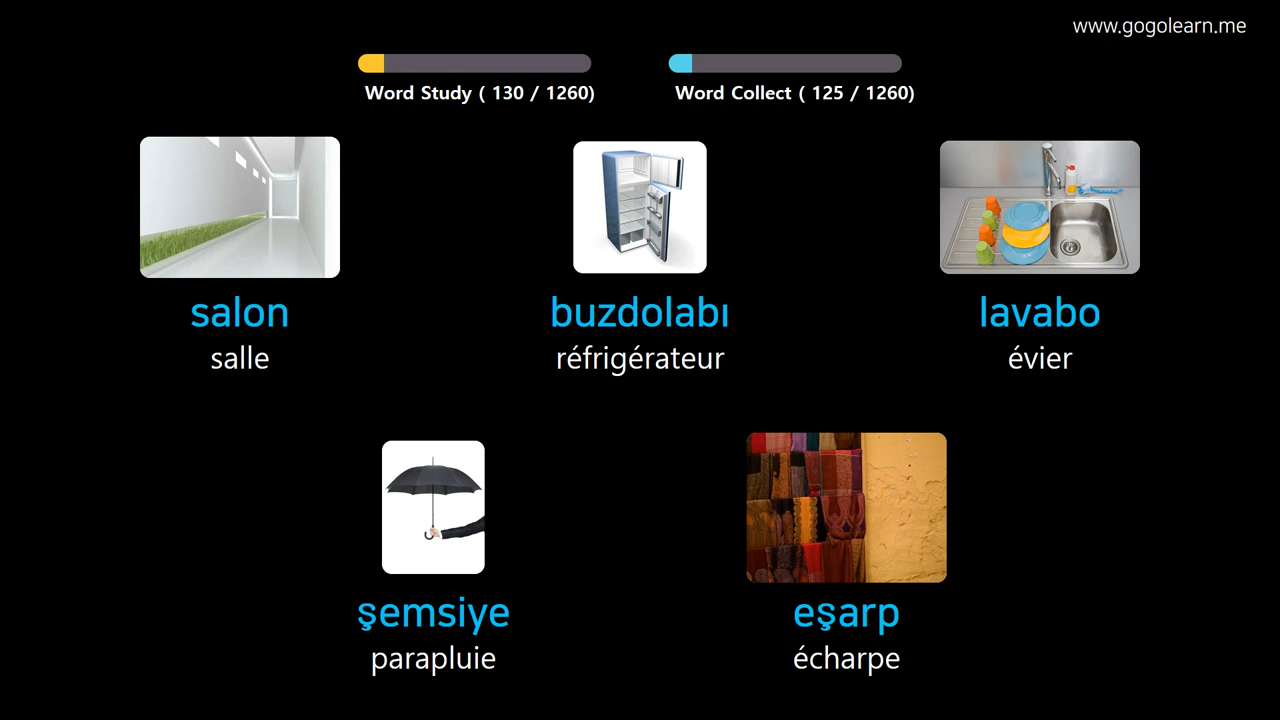 www.gogolearn.me
Word Study ( 130 / 1260)
Word Collect ( 125 / 1260)
salon
salle
buzdolabı
réfrigérateur
lavabo
évier
şemsiye
parapluie
eşarp
écharpe